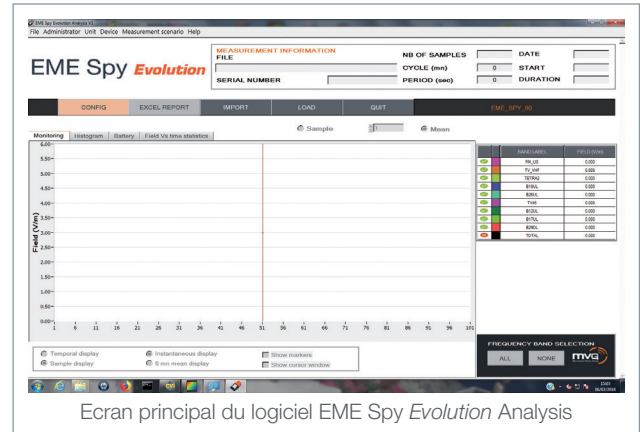 EME Spy Evolution Analysis V1
File Administrator Unit Device Measurement scenario Help
EME Spy Evolution
MEASUREMENT INFORMATION
FILE
SERIAL NUMBER
NB OF SAMPLES
CYCLE (mn) 0
PERIOD (sec) 0
DATE
START
DURATION
CONFIG EXCEL REPORT IMPORT LOAD QUIT EME_SPY_90
Sample 1 Mean
Monitoring Histogram Battery Field Vs time statistics
Field (V/m)
6.00
5.50
5.00
4.50
4.00
3.50
3.00
2.50
2.00
1.50
1.00
0.50
0.00
1 6 11 16 21 26 31 36 41 46 51 56 61 66 71 76 81 86 91 96 101
BAND LABEL FIELD (V/m)
FM_US 0.000
TV_VHF 0.000
TETRA2 0.000
B10UL 0.000
B26UL 0.000
0.000
B12UL 0.000
B17UL 0.000
B29DL 0.000
TOTAL 0.000
Temporal display Instantaneous display Show markers
Sample display 6 mn mean display Show cursor window
FREQUENCY BAND SELECTION
ALL NONE mvg
15:03
Ecran principal du logiciel EME Spy Evolution Analysis